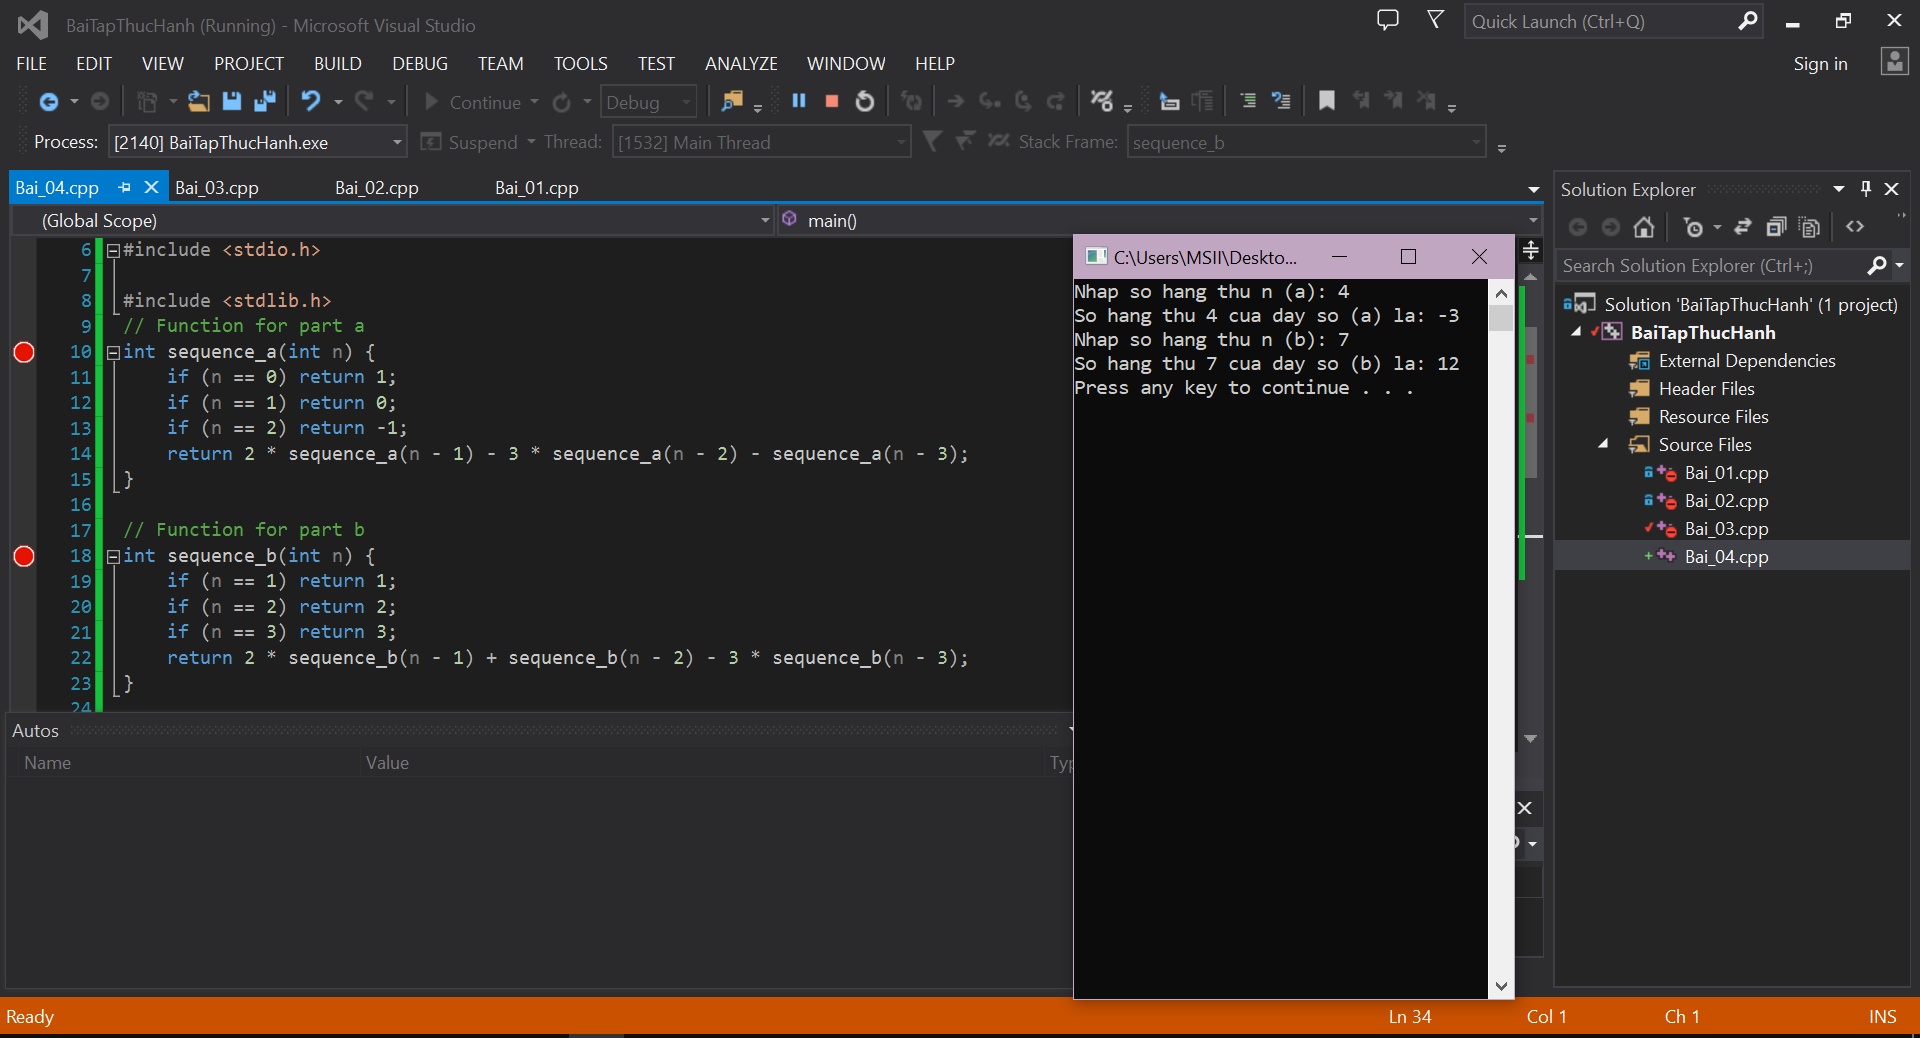 BaiTapThucHanh (Running) - Microsoft Visual Studio
Quick Launch (Ctrl+Q)
FILE EDIT VIEW PROJECT BUILD DEBUG TEAM TOOLS TEST ANALYZE WINDOW HELP
Sign in
Continue Debug
Process: [2140] BaiTapThucHanh.exe Suspend Thread: [1532] Main Thread Stack Frame: sequence_b
Bai_04.cpp Bai_03.cpp Bai_02.cpp Bai_01.cpp
(Global Scope) main()
6 #include <stdio.h>
7
8 #include <stdlib.h>
9 // Function for part a
10 int sequence_a(int n) {
11 if (n == 0) return 1;
12 if (n == 1) return 0;
13 if (n == 2) return -1;
14 return 2 * sequence_a(n - 1) - 3 * sequence_a(n - 2) - sequence_a(n - 3);
15 }
16
17 // Function for part b
18 int sequence_b(int n) {
19 if (n == 1) return 1;
20 if (n == 2) return 2;
21 if (n == 3) return 3;
22 return 2 * sequence_b(n - 1) + sequence_b(n - 2) - 3 * sequence_b(n - 3);
23 }
24
Autos
Name Value Typ
C:\Users\MSII\Deskto...
Nhap so hang thu n (a): 4
So hang thu 4 cua day so (a) la: -3
Nhap so hang thu n (b): 7
So hang thu 7 cua day so (b) la: 12
Press any key to continue . . .
Solution Explorer
Search Solution Explorer (Ctrl+;)
Solution 'BaiTapThucHanh' (1 project)
BaiTapThucHanh
External Dependencies
Header Files
Resource Files
Source Files
Bai_01.cpp
Bai_02.cpp
Bai_03.cpp
Bai_04.cpp
Ready Ln 34 Col 1 Ch 1 INS